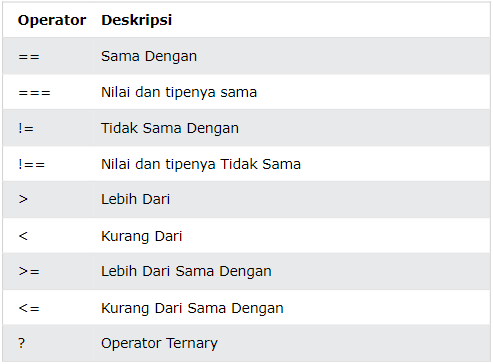 Operator Deskripsi
== Sama Dengan
=== Nilai dan tipenya sama
!= Tidak Sama Dengan
!== Nilai dan tipenya Tidak Sama
> Lebih Dari
< Kurang Dari
>= Lebih Dari Sama Dengan
<= Kurang Dari Sama Dengan
? Operator Ternary